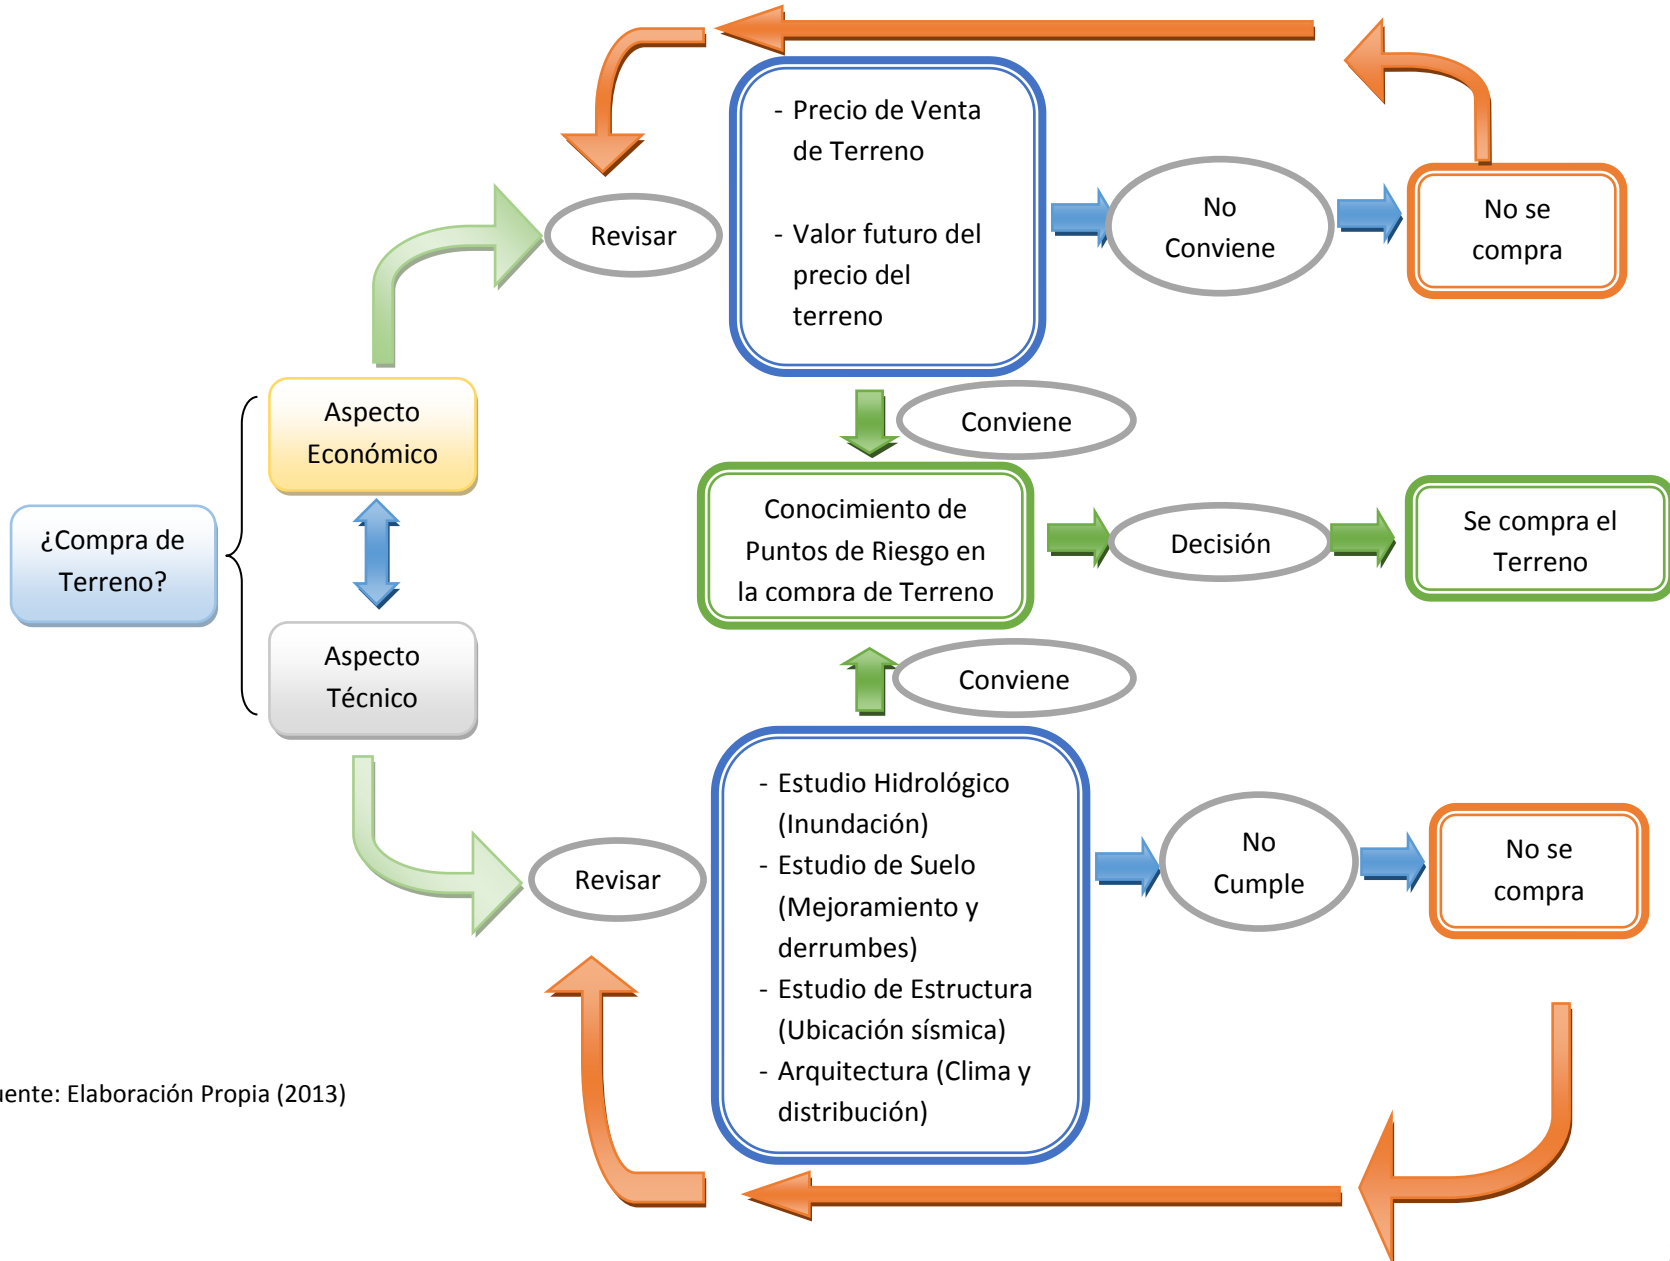 - Precio de Venta
de Terreno
- Valor futuro del
precio del
terreno
Revisar
No
Conviene
No se
compra
Aspecto
Económico
Conviene
¿Compra de
Terreno?
Conocimiento de
Puntos de Riesgo en
la compra de Terreno
Decisión
Se compra el
Terreno
Aspecto
Técnico
Conviene
Revisar
- Estudio Hidrológico
(Inundación)
- Estudio de Suelo
(Mejoramiento y
derrumbes)
- Estudio de Estructura
(Ubicación sísmica)
- Arquitectura (Clima y
distribución)
No
Cumple
No se
compra
uente: Elaboración Propia (2013)